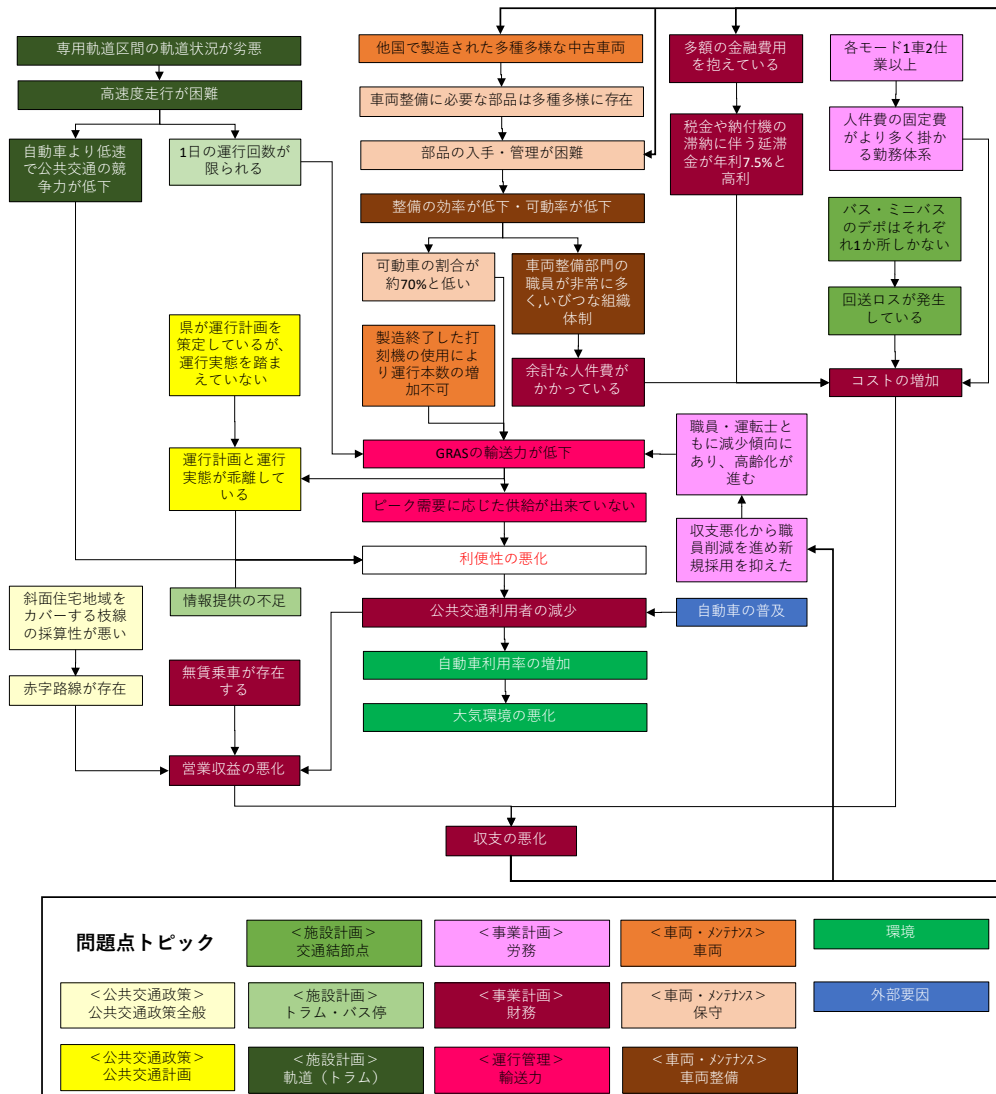 専用軌道区間の軌道状況が劣悪
高速度走行が困難
自動車より低速
で公共交通の競
争力が低下
1日の運行回数が
限られる
他国で製造された多種多様な中古車両
車両整備に必要な部品は多種多様に存在
部品の入手・管理が困難
整備の効率が低下・可動率が低下
可動車の割合が
約70%と低い
車両整備部門の
職員が非常に多
く,いびつな組織
体制
製造終了した打
刻機の使用によ
り運行本数の増
加不可
余計な人件費が
かかっている
多額の金融費用
を抱えている
税金や納付機の
滞納に伴う延滞
金が年利7.5%と
高利
各モード1車2仕
業以上
人件費の固定費
がより多く掛か
る勤務体系
バス・ミニバス
のデポはそれぞ
れ1か所しかない
回送ロスが発生
している
コストの増加
県が運行計画を
策定しているが、
運行実態を踏ま
えていない
運行計画と運行
実態が乖離して
いる
GRASの輸送力が低下
ピーク需要に応じた供給が出来ていない
利便性の悪化
職員・運転士と
もに減少傾向に
あり、高齢化が
進む
収支悪化から職
員削減を進め新
規採用を抑えた
情報提供の不足
斜面住宅地域を
カバーする枝線
の採算性が悪い
赤字路線が存在
無賃乗車が存在
する
公共交通利用者の減少
自動車の普及
自動車利用率の増加
大気環境の悪化
営業収益の悪化
収支の悪化
問題点トピック
<施設計画>
交通結節点
<事業計画>
労務
<車両・メンテナンス>
車両
環境
<公共交通政策>
公共交通政策全般
<施設計画>
トラム・バス停
<事業計画>
財務
<車両・メンテナンス>
保守
外部要因
<公共交通政策>
公共交通計画
<施設計画>
軌道（トラム）
<運行管理>
輸送力
<車両・メンテナンス>
車両整備